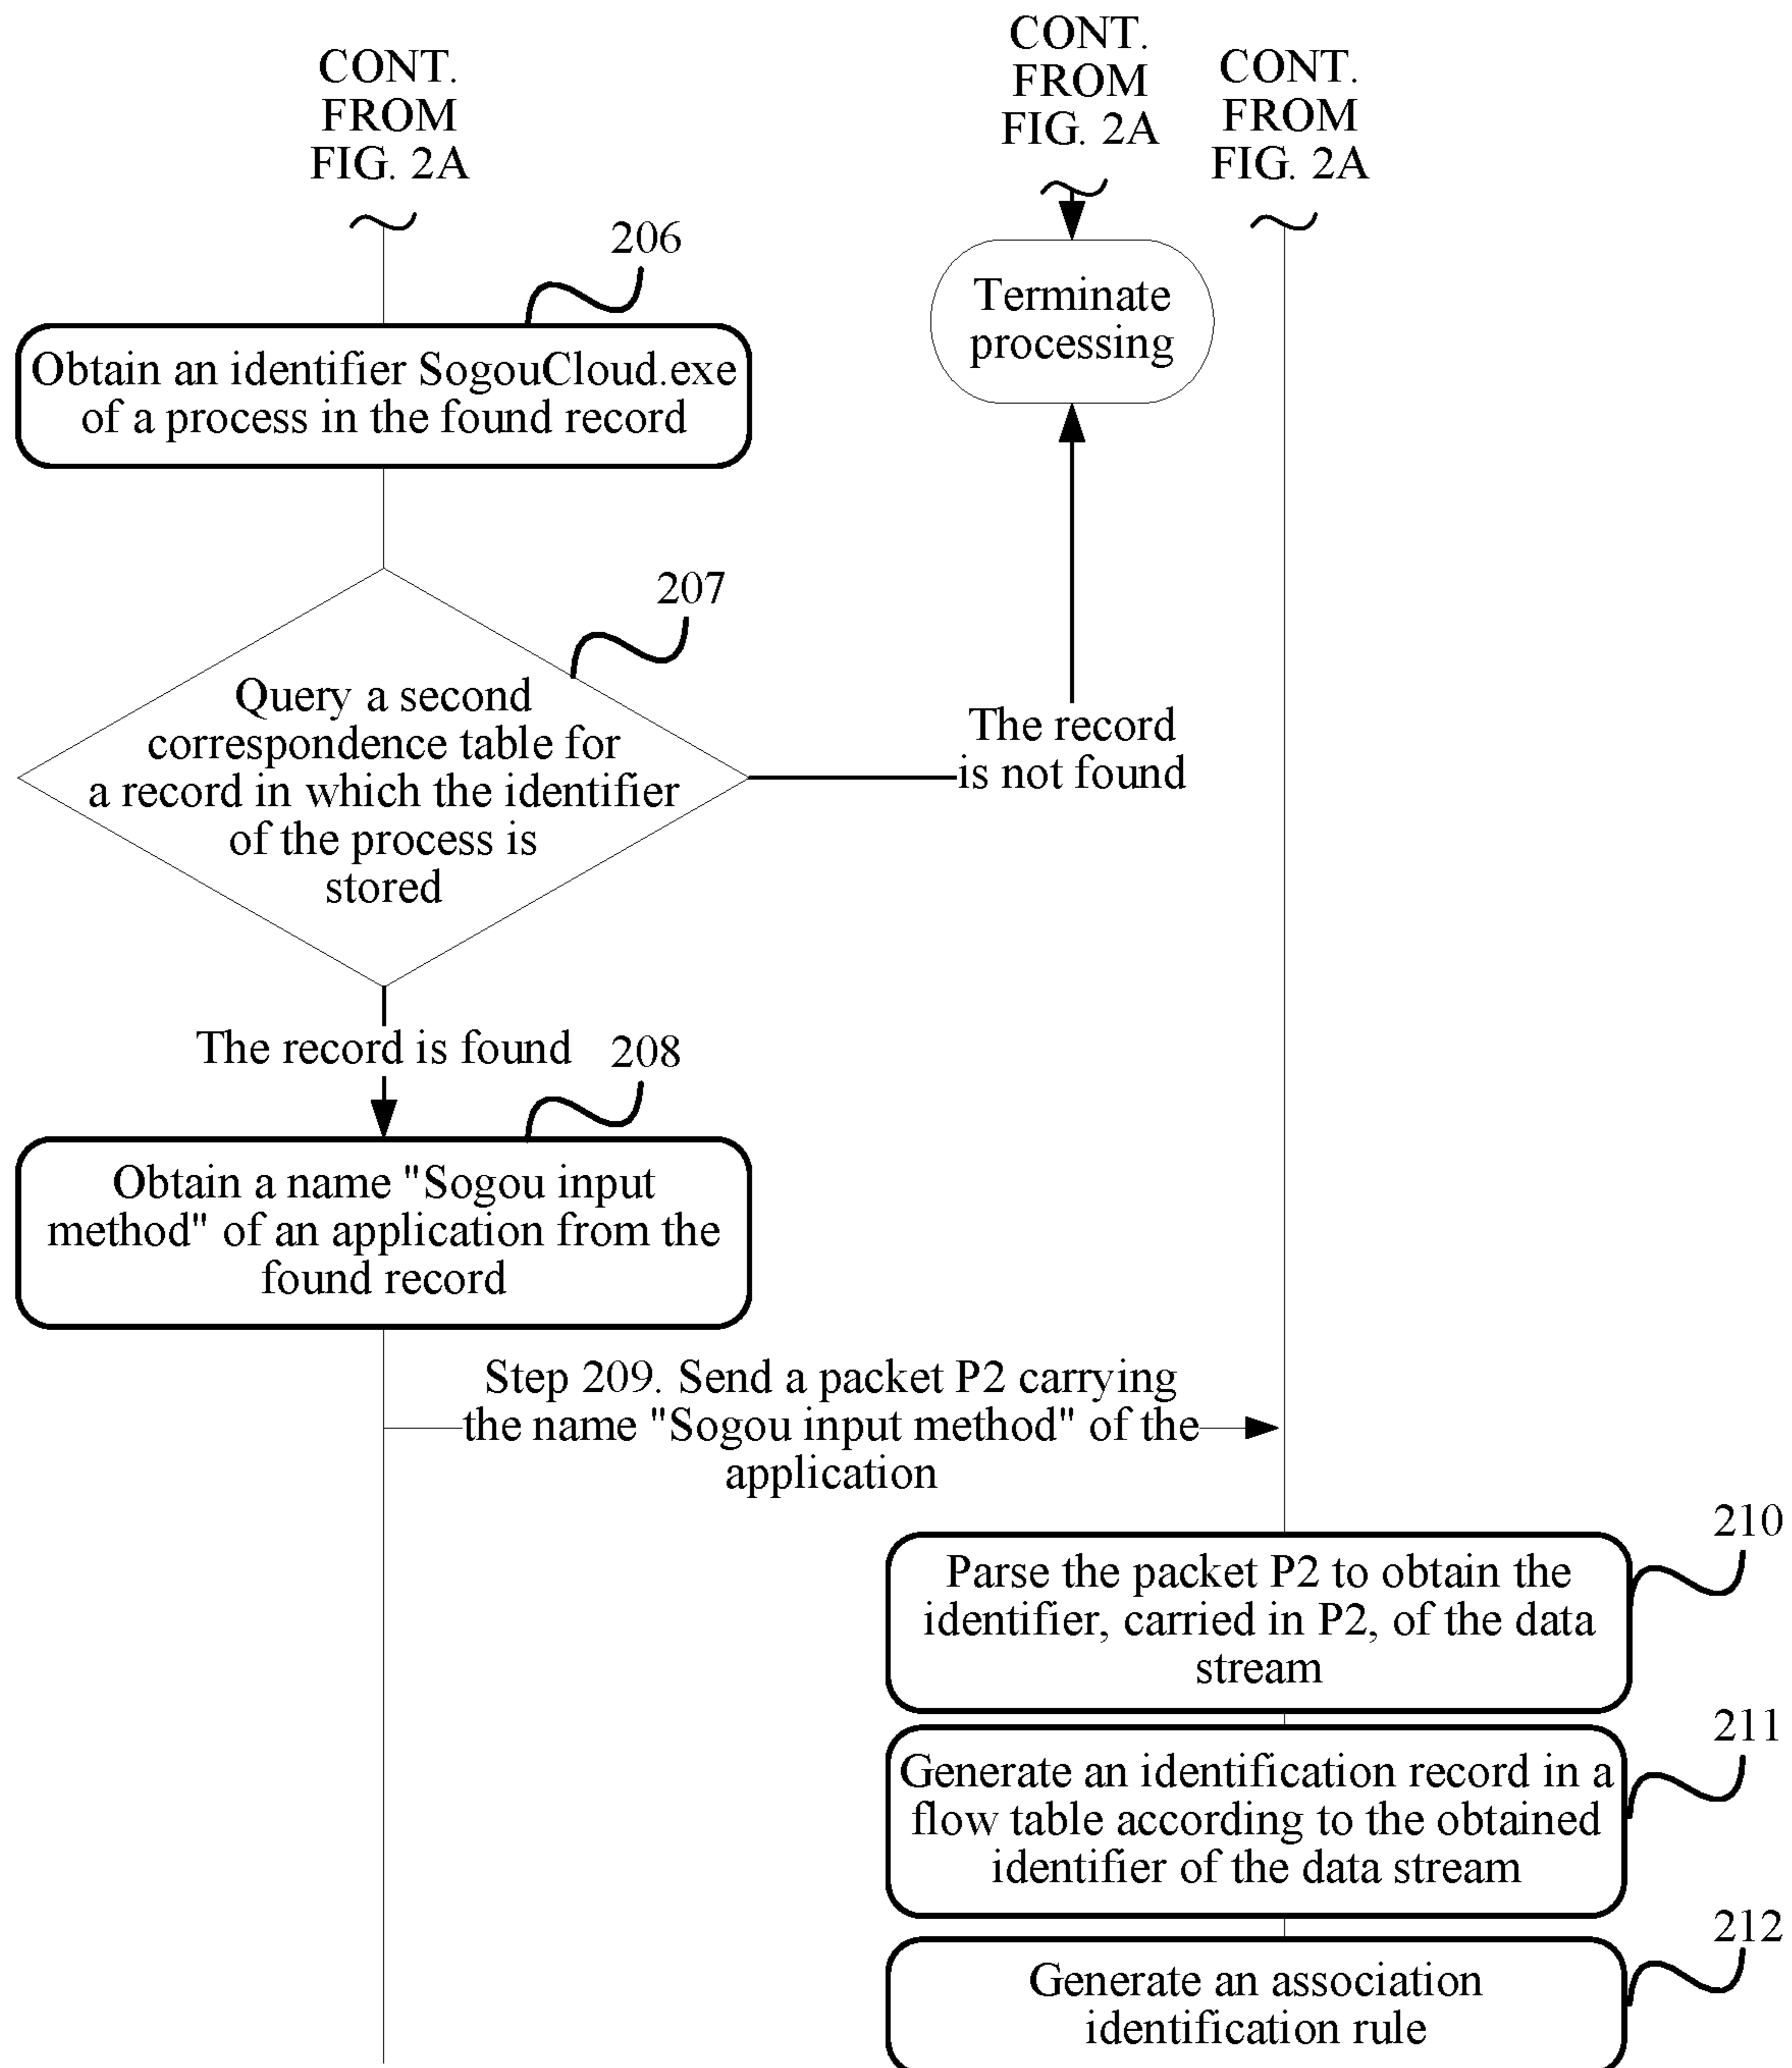 CONT.
FROM
FIG. 2A
CONT.
FROM
FIG. 2A
CONT.
FROM
FIG. 2A
206
Obtain an identifier SogouCloud.exe
of a process in the found record
Terminate
processing
207
Query a second
correspondence table for
a record in which the identifier
of the process is
stored
The record
is not found
The record is found
208
Obtain a name "Sogou input
method" of an application from the
found record
Step 209. Send a packet P2 carrying
the name "Sogou input method" of the
application
210
Parse the packet P2 to obtain the
identifier, carried in P2, of the data
stream
211
Generate an identification record in a
flow table according to the obtained
identifier of the data stream
212
Generate an association
identification rule